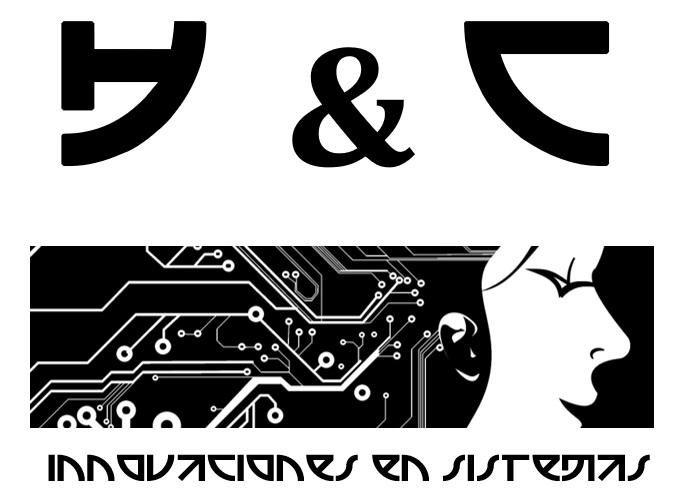 Y & C
INNOVACIONES EN SISTEMAS